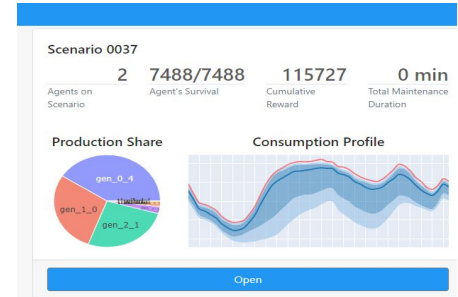 Scenario 0037
2 7488/7488 115727 0 min
Agents on Scenario Agent's Survival Cumulative Reward Total Maintenance Duration
Production Share Consumption Profile
gen_0_4
gen_1_0
gen_2_1
Open